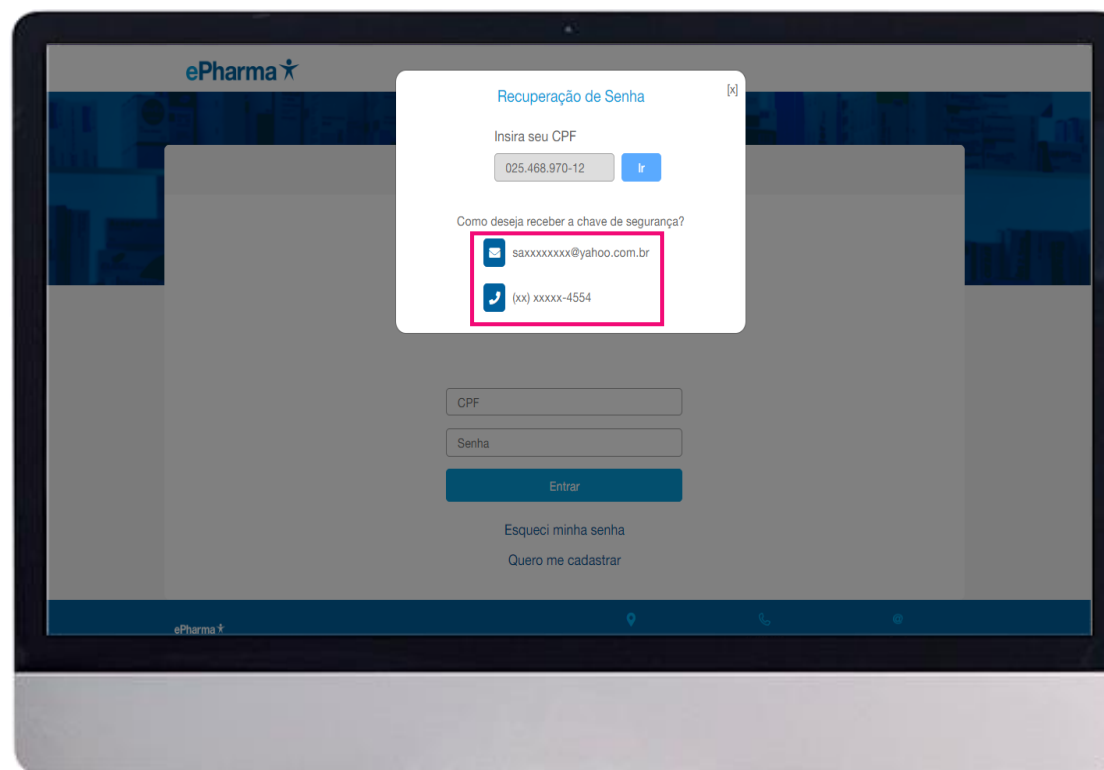 ePharma
Recuperação de Senha
[x]
Insira seu CPF
025.468.970-12
Ir
Como deseja receber a chave de segurança?
saxxxxxxxx@yahoo.com.br
(xx) xxxxx-4554
CPF
Senha
Entrar
Esqueci minha senha
Quero me cadastrar
ePharma